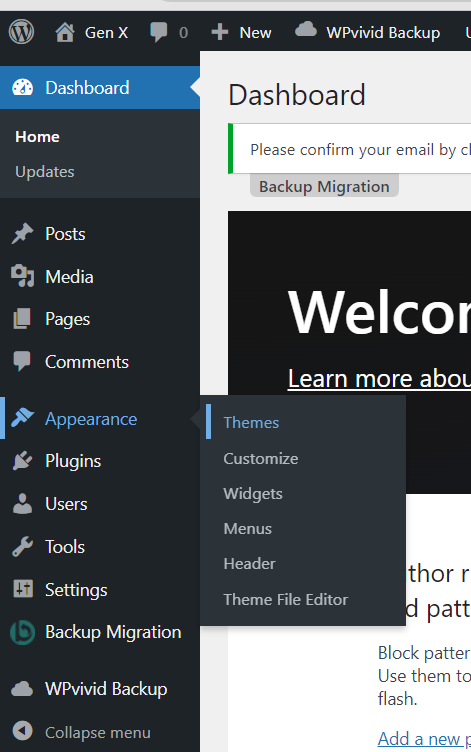 Gen X 0 New WPvivid Backup
Dashboard
Home
Updates
Posts
Media
Pages
Comments
Appearance
Plugins
Users
Tools
Settings
Backup Migration
WPvivid Backup
Collapse menu
Themes
Customize
Widgets
Menus
Header
Theme File Editor
Dashboard
Please confirm your email by
Backup Migration
Welcom
Learn more abou
thor r
d patt
Block patter
Use them to
flash.
Add a new p